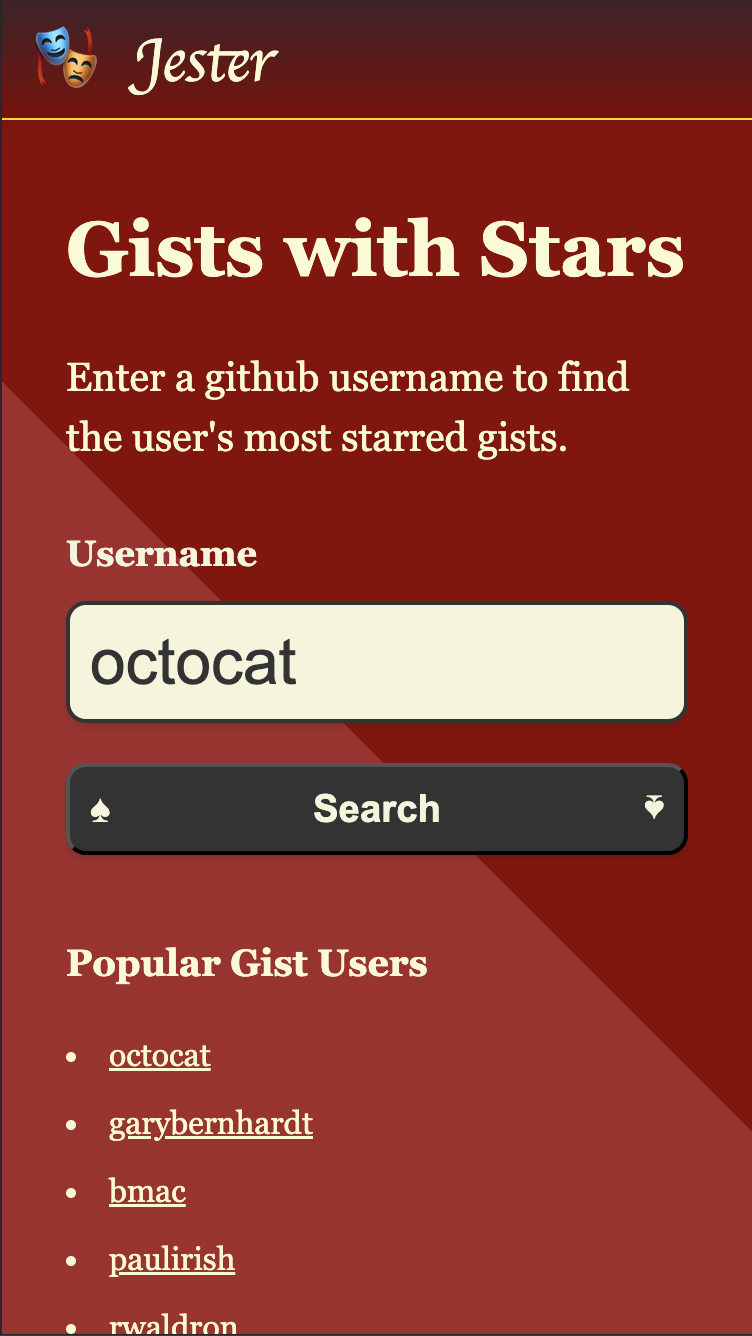 Jester
Gists with Stars
Enter a github username to find
the user's most starred gists.
Username
octocat
♠ Search ♠
Popular Gist Users
• octocat
• garybernhardt
• bmac
• paulirish
• rwaldron